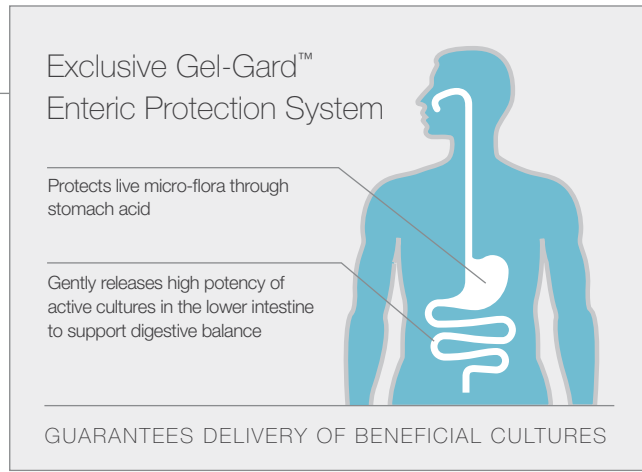 Exclusive Gel-Gard™
Enteric Protection System
Protects live micro-flora through
stomach acid
Gently releases high potency of
active cultures in the lower intestine
to support digestive balance
GUARANTEES DELIVERY OF BENEFICIAL CULTURES